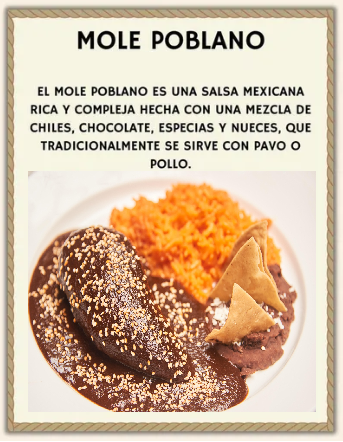 MOLE POBLANO
EL MOLE POBLANO ES UNA SALSA MEXICANA
RICA Y COMPLEJA HECHA CON UNA MEZCLA DE
CHILES, CHOCOLATE, ESPECIAS Y NUECES, QUE
TRADICIONALMENTE SE SIRVE CON PAVO O
POLLO.